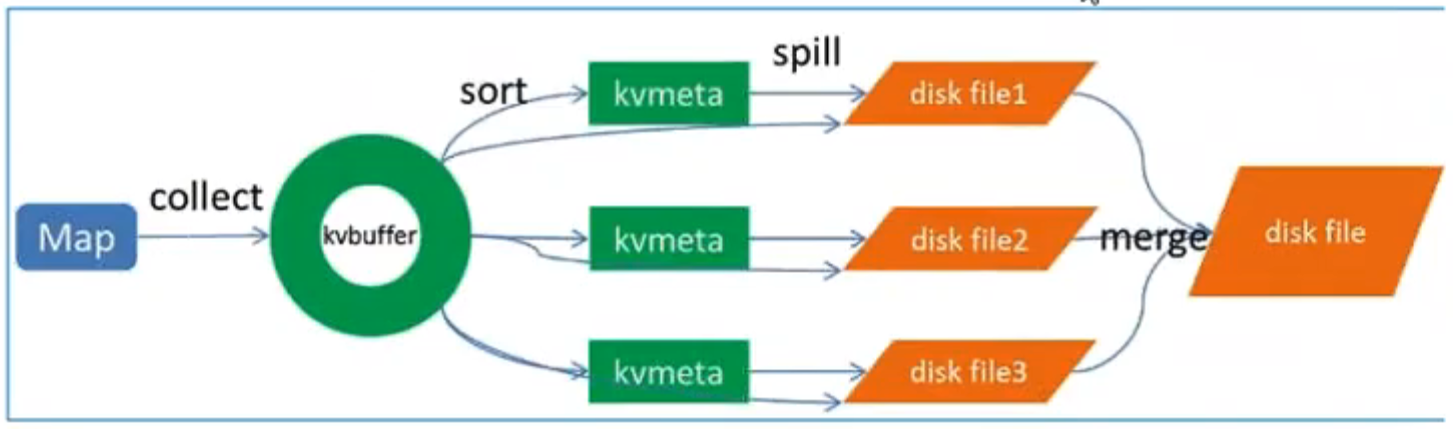 spill
sort
kvmeta
disk file1
collect
Map
kvbuffer
kvmeta
disk file2
merge
disk file
kvmeta
disk file3